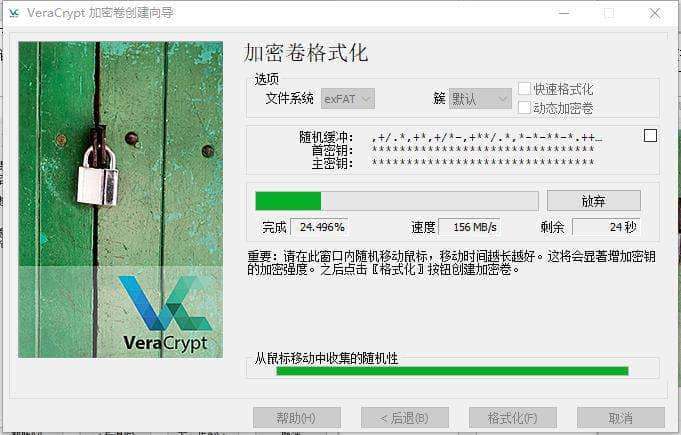 VeraCrypt 加密卷创建向导
加密卷格式化
选项
文件系统 exFAT 簇 默认 快速格式化
动态加密卷
随机缓冲： ,+/.*,+*,+/*-,+**/.*,*-*-**-*.++…
首密钥： ********************************
主密钥： ********************************
放弃
完成 24.496% 速度 156 MB/s 剩余 24 秒
重要：请在此窗口内随机移动鼠标，移动时间越长越好。这将会显著增加密钥
的加密强度。之后点击〖格式化〗按钮创建加密卷。
VeraCrypt
从鼠标移动中收集的随机性
帮助(H) < 后退(B) 格式化(F) 取消